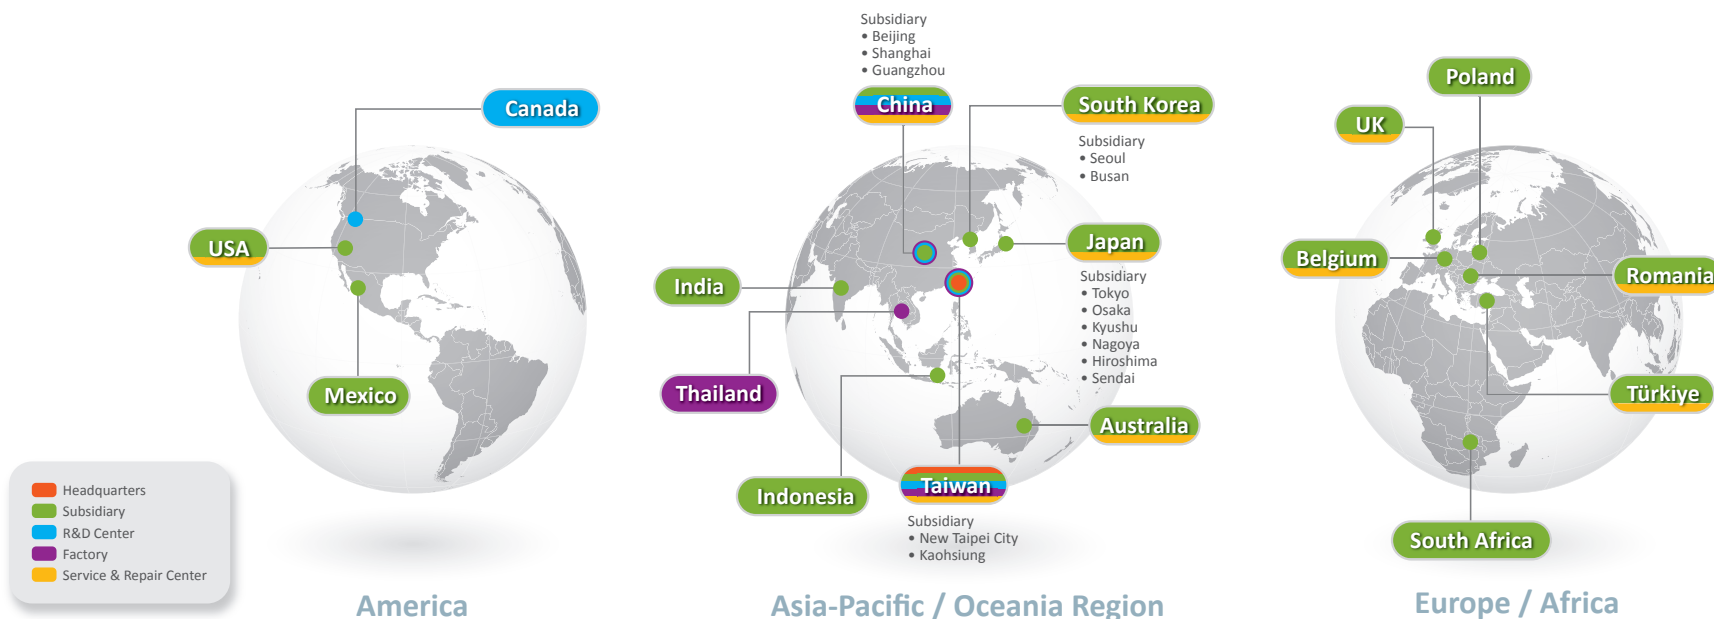 Canada
USA
Mexico
Headquarters
Subsidiary
R&D Center
Factory
Service & Repair Center
America
Subsidiary
• Beijing
• Shanghai
• Guangzhou
China
South Korea
Subsidiary
• Seoul
• Busan
Japan
Subsidiary
• Tokyo
• Osaka
• Kyushu
• Nagoya
• Hiroshima
• Sendai
India
Thailand
Australia
Indonesia
Taiwan
Subsidiary
• New Taipei City
• Kaohsiung
Asia-Pacific / Oceania Region
Poland
UK
Belgium
Romania
Türkiye
South Africa
Europe / Africa